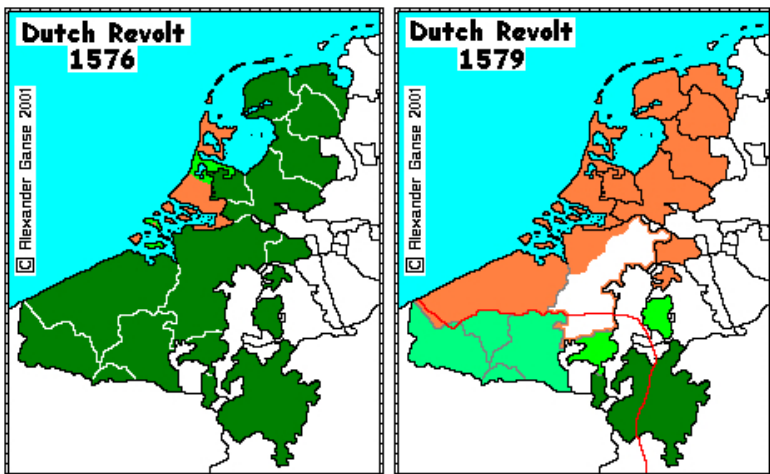 Dutch Revolt
1576
C Alexander Ganse 2001
Dutch Revolt
1579
C Alexander Ganse 2001